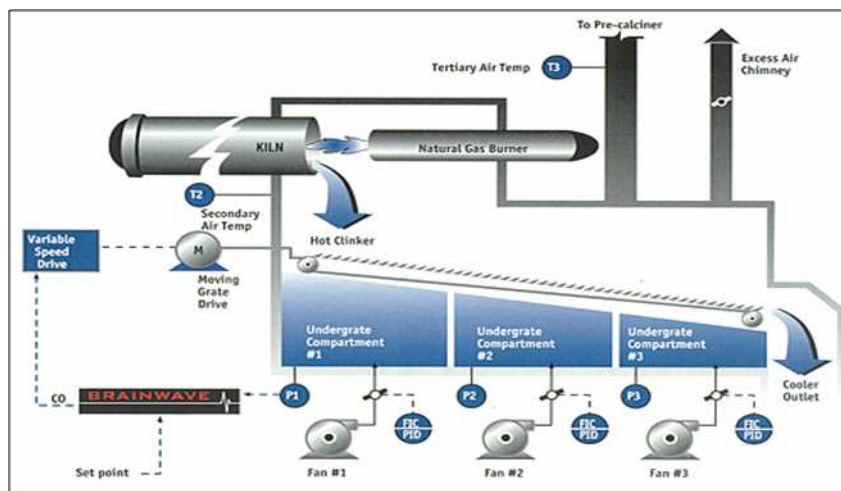 To Pre-calciner
Tertiary Air Temp
T3
Excess Air
Chimney
KILN
Natural Gas Burner
T2
Secondary
Air Temp
Hot Clinker
Variable
Speed
Drive
M
Moving
Grate
Drive
Undergrate
Compartment
#1
Undergrate
Compartment
#2
Undergrate
Compartment
#3
Cooler
Outlet
CO
BRAINWAVE
P1
FIC
PID
P2
FIC
PID
P3
FIC
PID
Set point
Fan #1
Fan #2
Fan #3